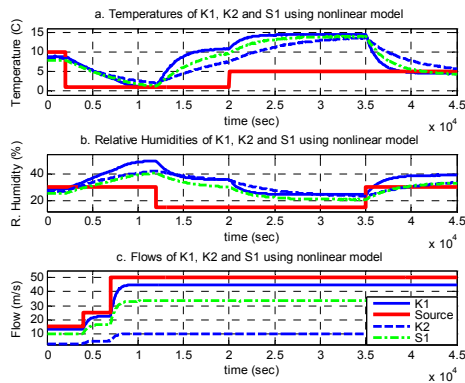 a. Temperatures of K1, K2 and S1 using nonlinear model
Temperature (C)
15
10
5
0
0 0.5 1 1.5 2 2.5 3 3.5 4 4.5
time (sec)
x 10^4
b. Relative Humidities of K1, K2 and S1 using nonlinear model
R. Humidity (%)
40
20
0 0.5 1 1.5 2 2.5 3 3.5 4 4.5
time (sec)
x 10^4
c. Flows of K1, K2 and S1 using nonlinear model
Flow (m/s)
50
40
30
20
10
0 0.5 1 1.5 2 2.5 3 3.5 4 4.5
time (sec)
x 10^4
K1
Source
K2
S1